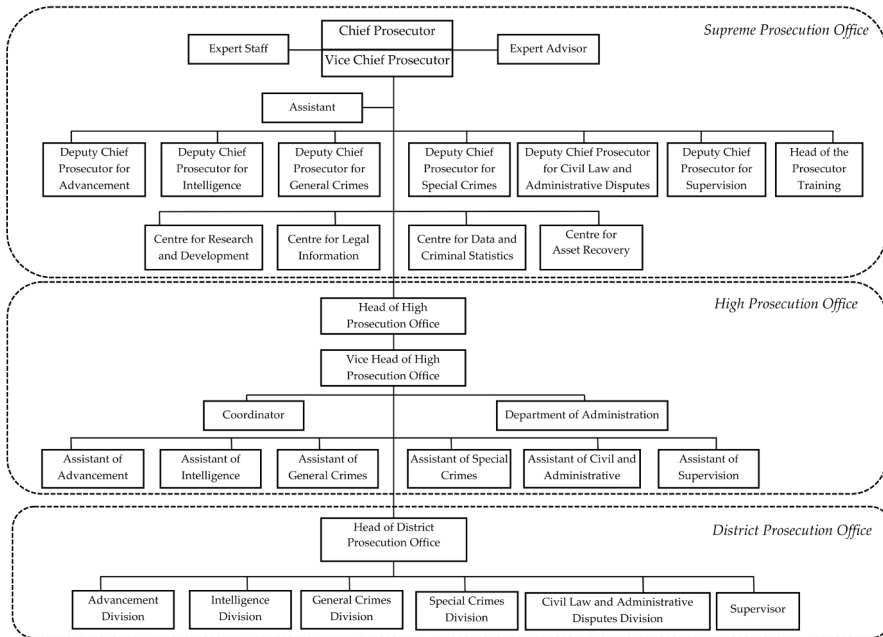 Supreme Prosecution Office
Chief Prosecutor
Expert Staff
Expert Advisor
Vice Chief Prosecutor
Assistant
Deputy Chief
Prosecutor for
Advancement
Deputy Chief
Prosecutor for
Intelligence
Deputy Chief
Prosecutor for
General Crimes
Deputy Chief
Prosecutor for
Special Crimes
Deputy Chief Prosecutor
for Civil Law and
Administrative Disputes
Deputy Chief
Prosecutor for
Supervision
Head of the
Prosecutor
Training
Centre for Research
and Development
Centre for Legal
Information
Centre for Data and
Criminal Statistics
Centre for
Asset Recovery
High Prosecution Office
Head of High
Prosecution Office
Vice Head of High
Prosecution Office
Coordinator
Department of Administration
Assistant of
Advancement
Assistant of
Intelligence
Assistant of
General Crimes
Assistant of Special
Crimes
Assistant of Civil and
Administrative
Assistant of
Supervision
District Prosecution Office
Head of District
Prosecution Office
Advancement
Division
Intelligence
Division
General Crimes
Division
Special Crimes
Division
Civil Law and Administrative
Disputes Division
Supervisor